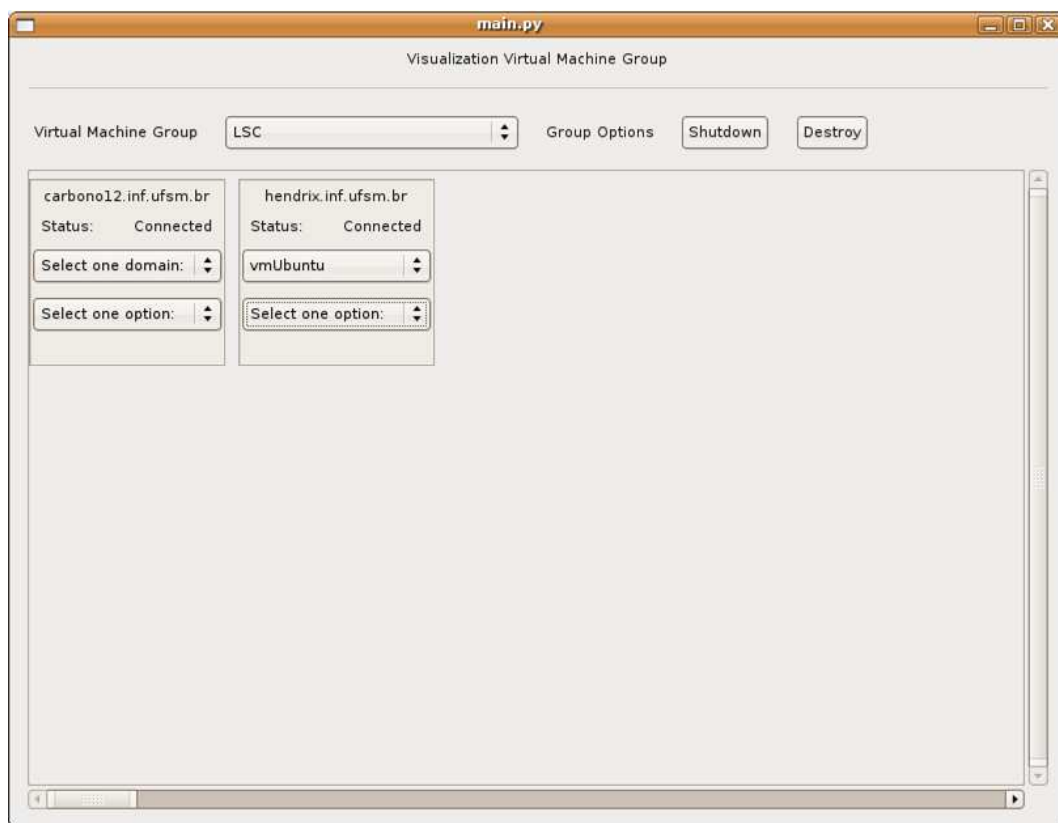 main.py
Visualization Virtual Machine Group
Virtual Machine Group LSC Group Options Shutdown Destroy
carbono12.inf.ufsm.br
Status: Connected
Select one domain:
Select one option:
hendrix.inf.ufsm.br
Status: Connected
vmUbuntu
Select one option: